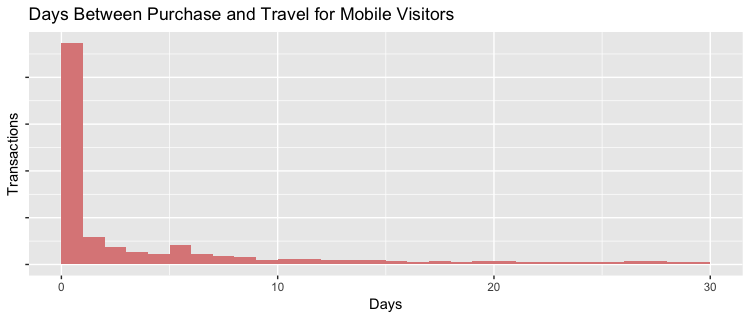 Days Between Purchase and Travel for Mobile Visitors
Transactions
0 10 20 30
Days